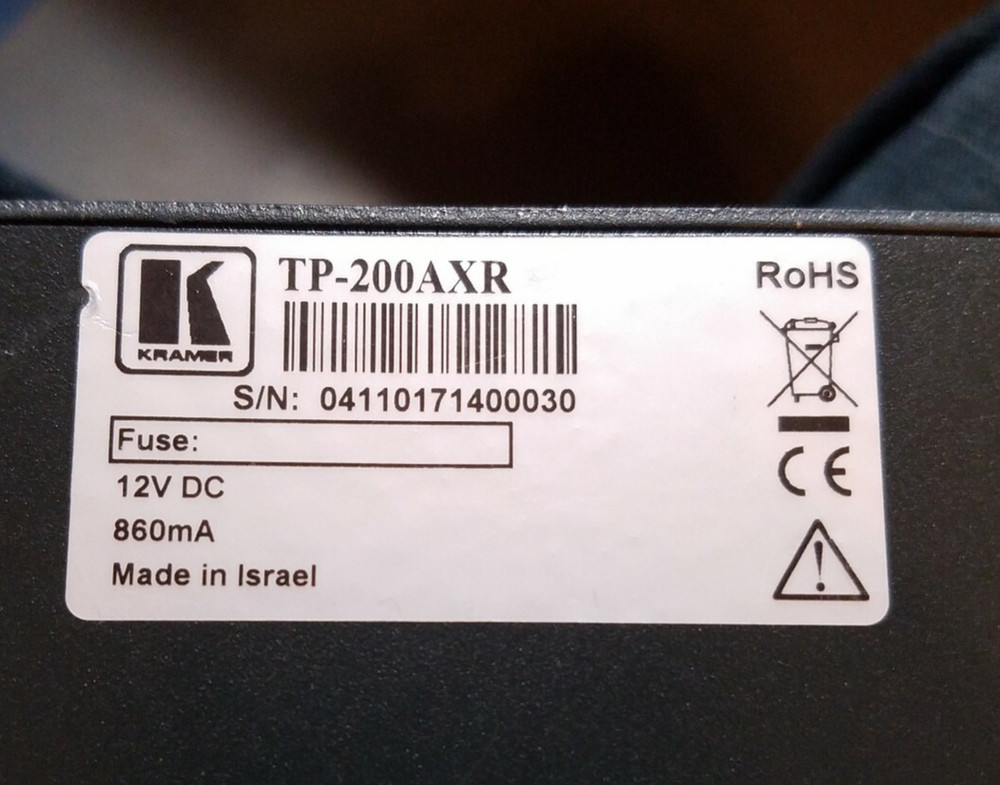 KRAMER
TP-200AXR
S/N: 04110171400030
Fuse:
12V DC
860mA
Made in Israel
RoHS
CE